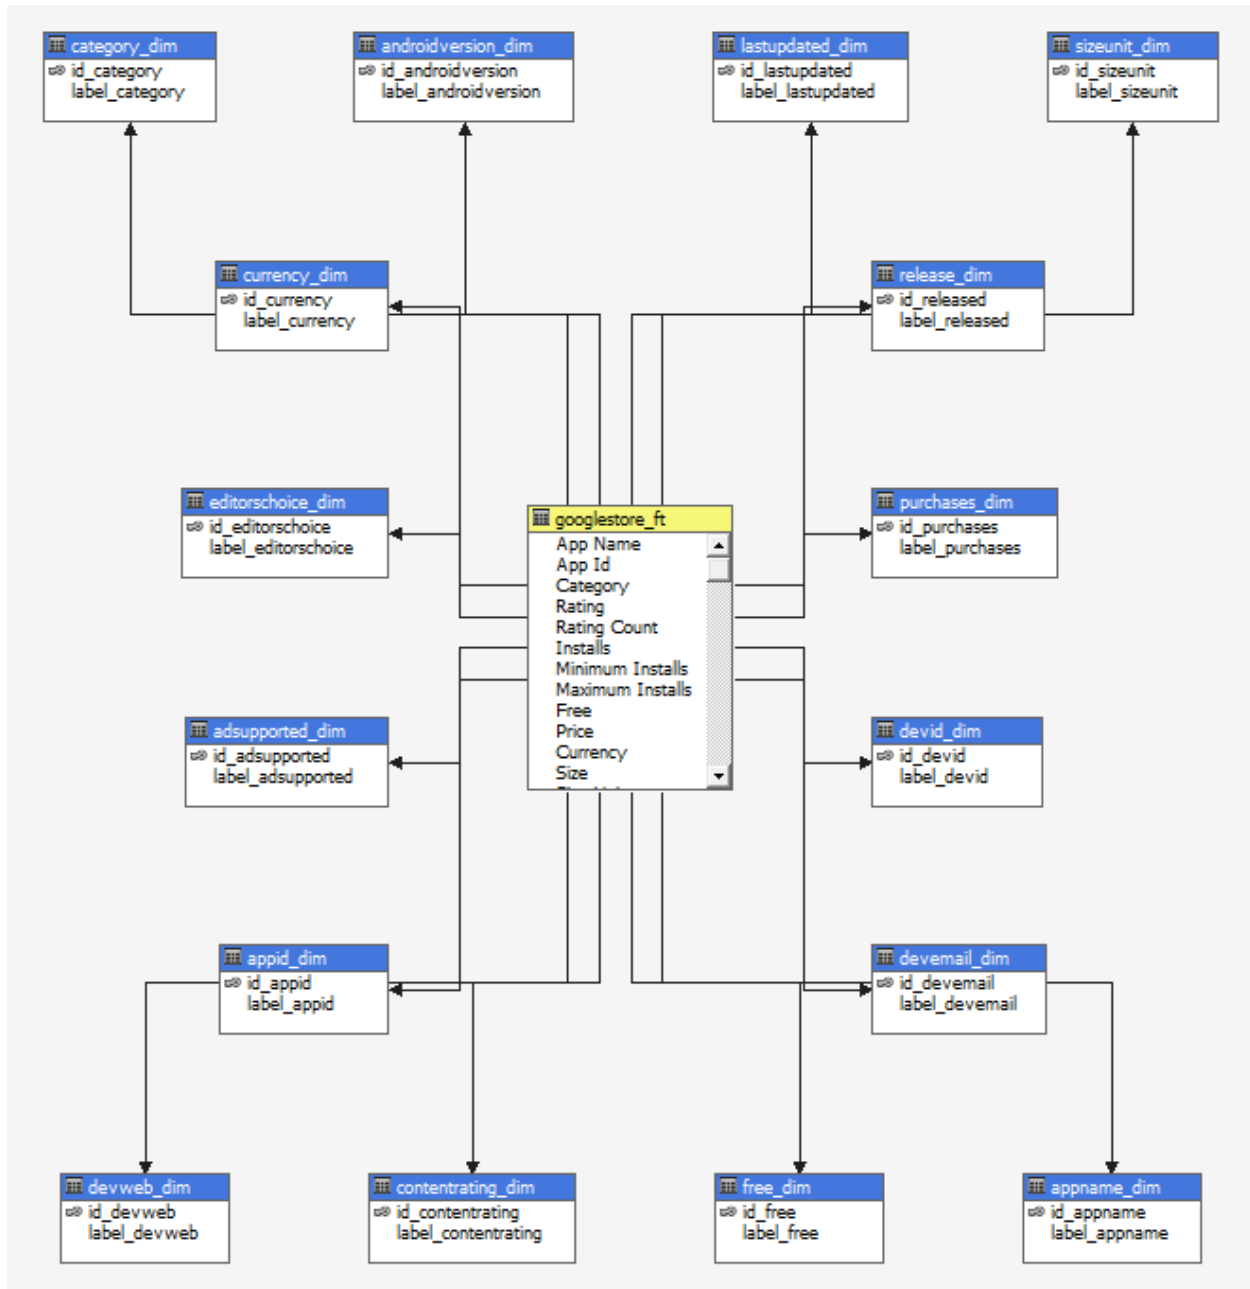 category_dim
id_category
label_category
androidversion_dim
id_androidversion
label_androidversion
lastupdated_dim
id_lastupdated
label_lastupdated
sizeunit_dim
id_sizeunit
label_sizeunit
currency_dim
id_currency
label_currency
release_dim
id_released
label_released
editorschoice_dim
id_editorschoice
label_editorschoice
googlestore_ft
App Name
App Id
Category
Rating
Rating Count
Installs
Minimum Installs
Maximum Installs
Free
Price
Currency
Size
purchases_dim
id_purchases
label_purchases
adsupported_dim
id_adsupported
label_adsupported
devid_dim
id_devid
label_devid
appid_dim
id_appid
label_appid
devemail_dim
id_devemail
label_devemail
devweb_dim
id_devweb
label_devweb
contentrating_dim
id_contentrating
label_contentrating
free_dim
id_free
label_free
appname_dim
id_appname
label_appname